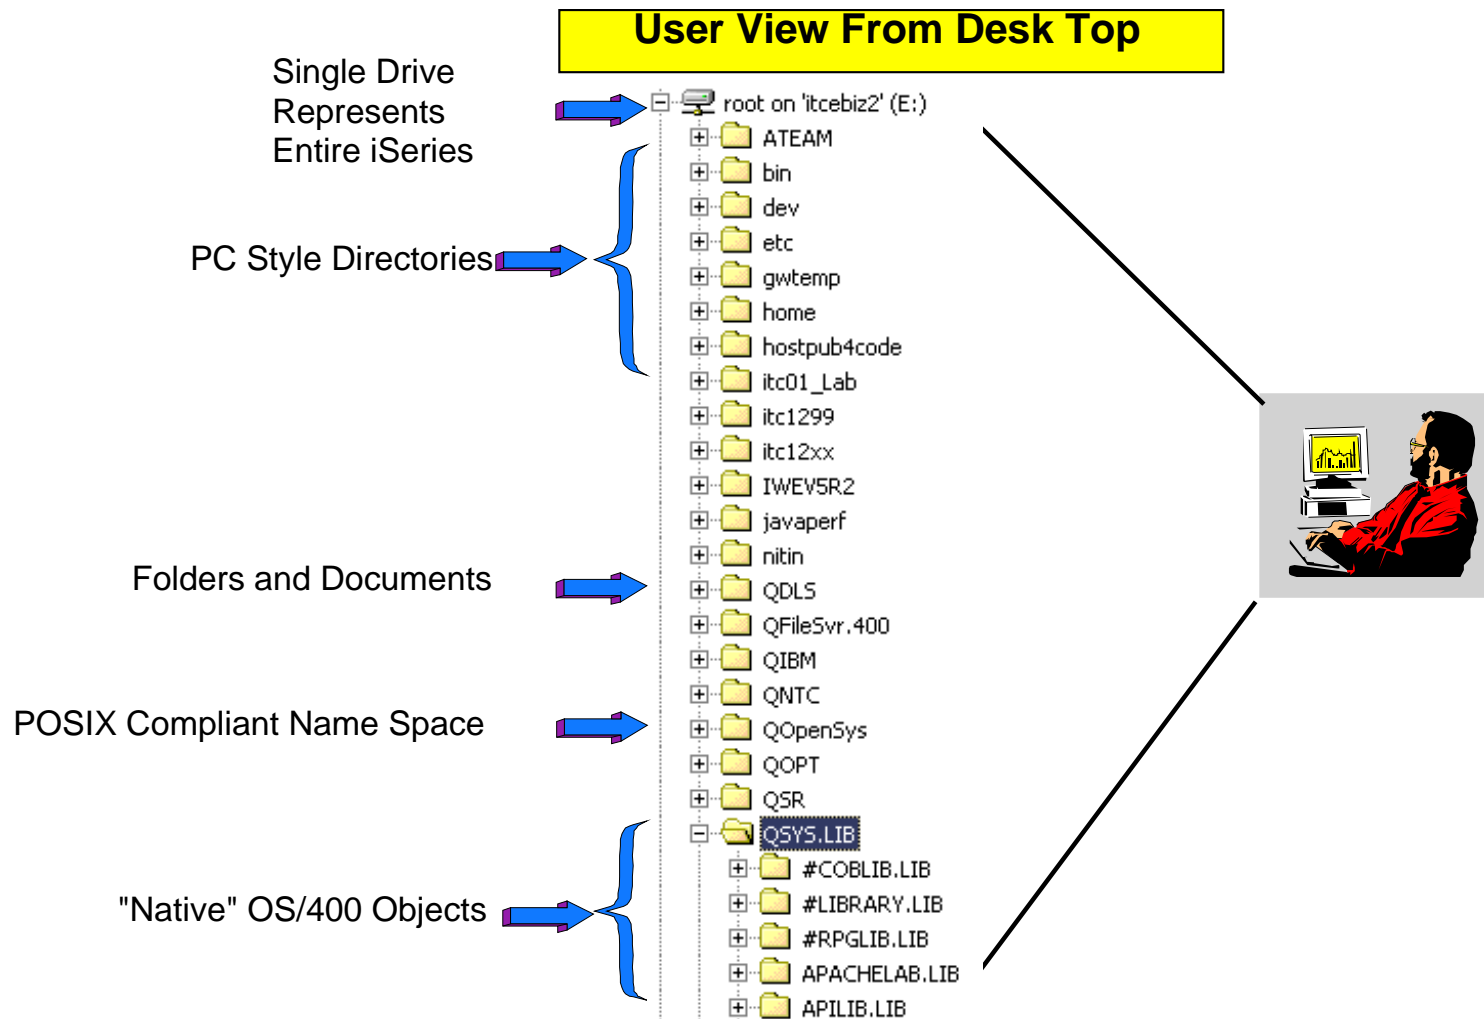 User View From Desk Top
Single Drive
Represents
Entire iSeries
PC Style Directories
Folders and Documents
POSIX Compliant Name Space
"Native" OS/400 Objects
root on 'itcebiz2' (E:)
ATEAM
bin
dev
etc
gwtemp
home
hostpub4code
itc01_Lab
itc1299
itc12xx
IWEV5R2
javaperf
nitin
QDLS
QFileSvr.400
QIBM
QNTC
QOpenSys
QOPT
QSR
QSYS.LIB
#COBLIB.LIB
#LIBRARY.LIB
#RPGLIB.LIB
APACHELAB.LIB
APILIB.LIB